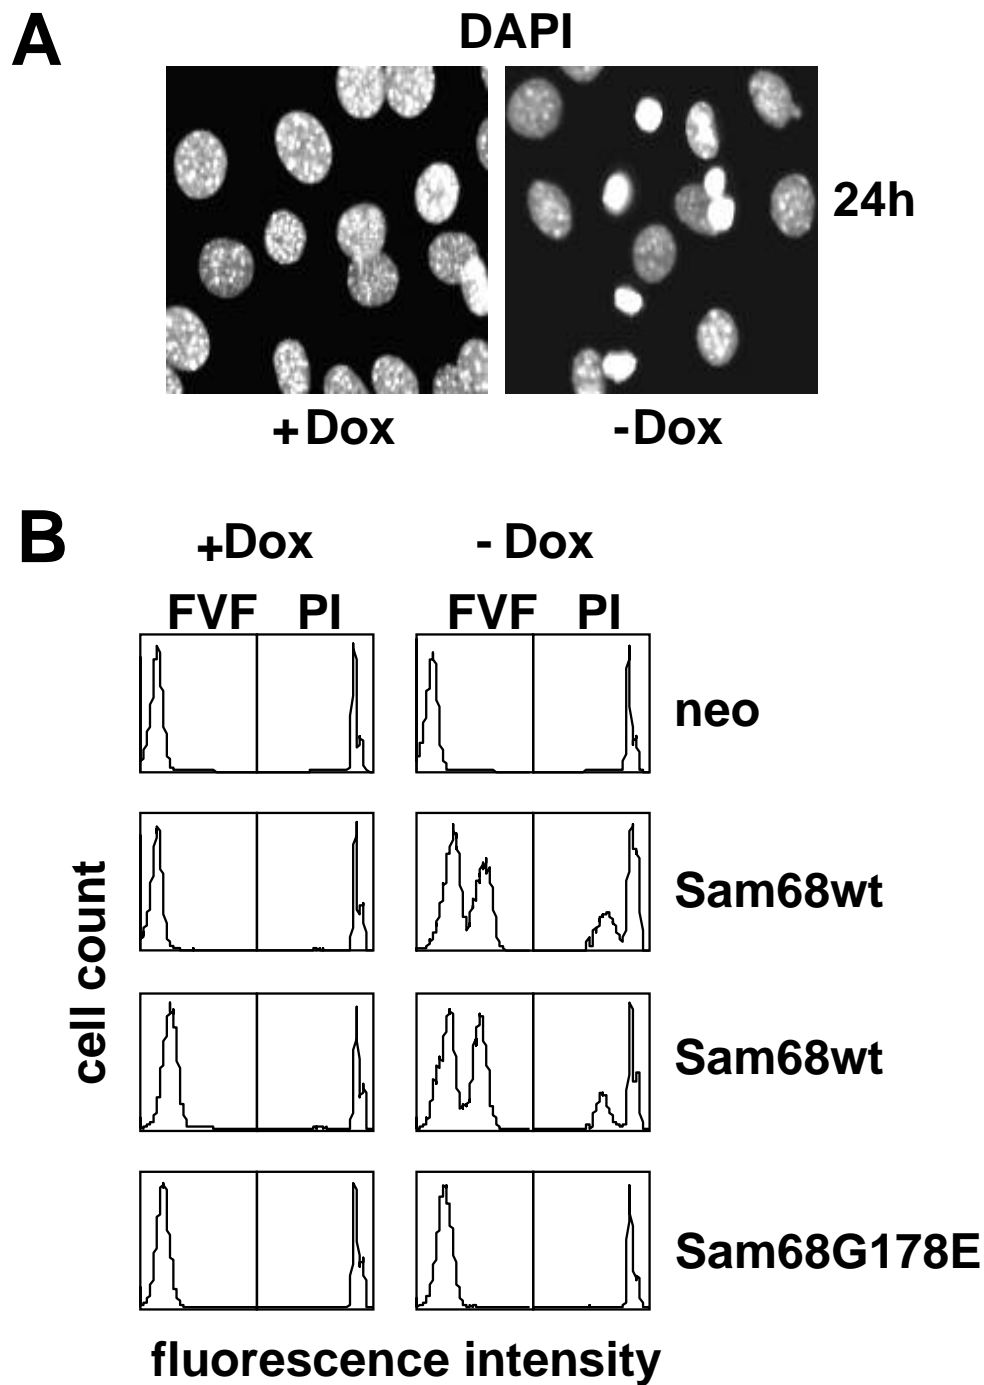 A
DAPI
24h
+Dox
-Dox
B
+Dox
- Dox
FVF PI
FVF PI
neo
Sam68wt
Sam68wt
Sam68G178E
cell count
fluorescence intensity